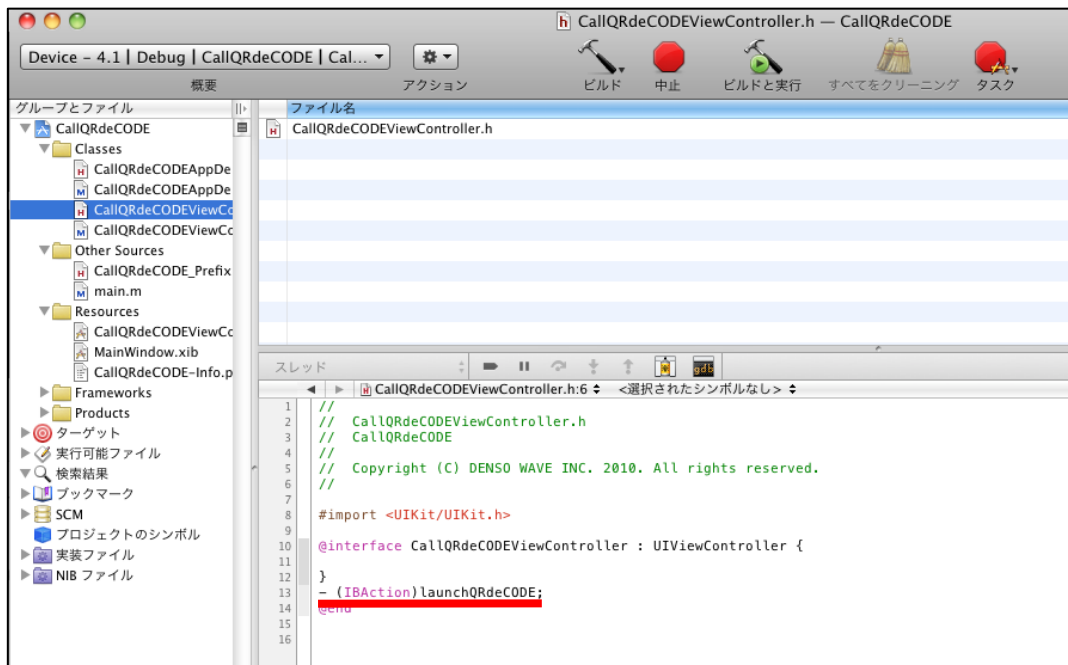 CallQRdeCODEViewController.h — CallQRdeCODE
Device – 4.1 | Debug | CallQRdeCODE | Cal...
概要
アクション
ビルド
中止
ビルドと実行
すべてをクリーニング
タスク
グループとファイル
CallQRdeCODE
Classes
CallQRdeCODEAppDe
CallQRdeCODEAppDe
CallQRdeCODEViewCo
CallQRdeCODEViewCo
Other Sources
CallQRdeCODE_Prefix
main.m
Resources
CallQRdeCODEViewCo
MainWindow.xib
CallQRdeCODE-Info.p
Frameworks
Products
ターゲット
実行可能ファイル
検索結果
ブックマーク
SCM
プロジェクトのシンボル
実装ファイル
NIB ファイル
ファイル名
CallQRdeCODEViewController.h
スレッド
gdb
CallQRdeCODEViewController.h:6 <選択されたシンボルなし>
1 //
2 // CallQRdeCODEViewController.h
3 // CallQRdeCODE
4 //
5 // Copyright (C) DENSO WAVE INC. 2010. All rights reserved.
6 //
7
8 #import <UIKit/UIKit.h>
9
10 @interface CallQRdeCODEViewController : UIViewController {
11
12 }
13 - (IBAction)launchQRdeCODE;
14 @end
15
16